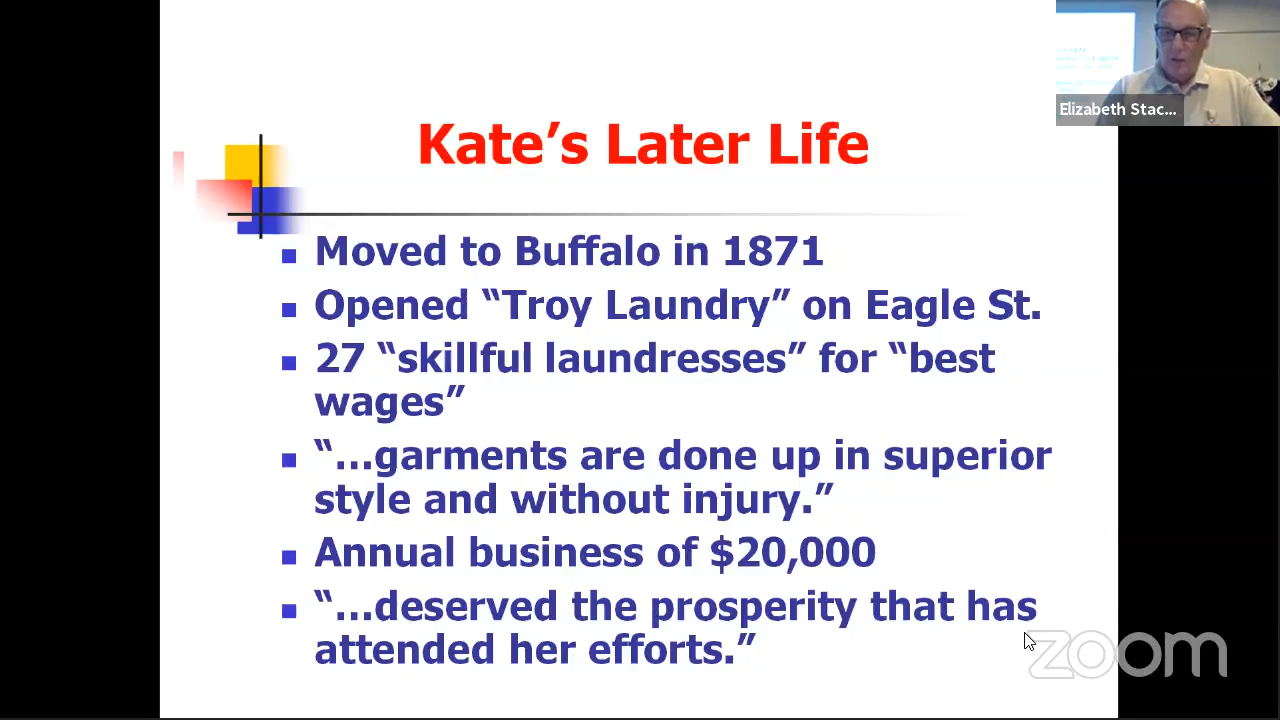 Elizabeth Stac...
Kate’s Later Life
Moved to Buffalo in 1871
Opened “Troy Laundry” on Eagle St.
27 “skillful laundresses” for “best
wages”
“…garments are done up in superior
style and without injury.”
Annual business of $20,000
“…deserved the prosperity that has
attended her efforts.”
zoom